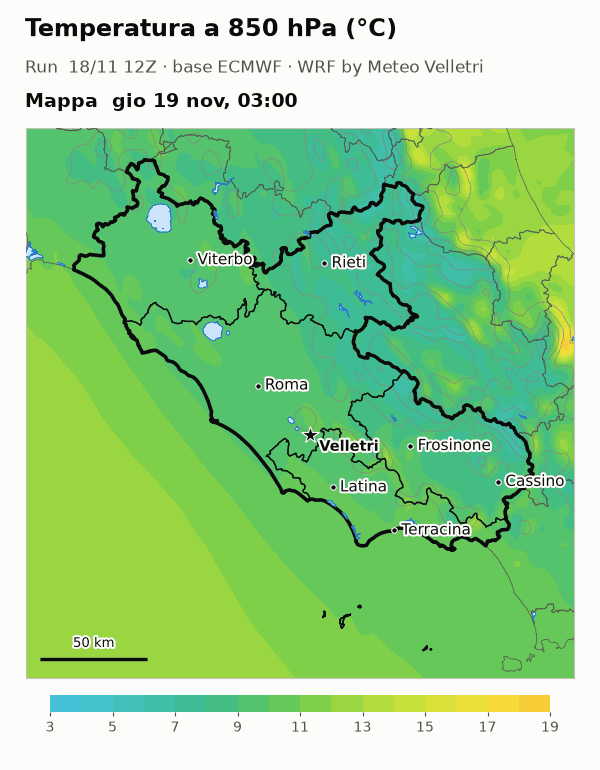 Temperatura a 850 hPa (°C)
Run  18/11 12Z · base ECMWF · WRF by Meteo Velletri
Mappa  gio 19 nov, 03:00
Viterbo
Rieti
Roma
Velletri
Frosinone
Latina
Cassino
Terracina
50 km
3 5 7 9 11 13 15 17 19